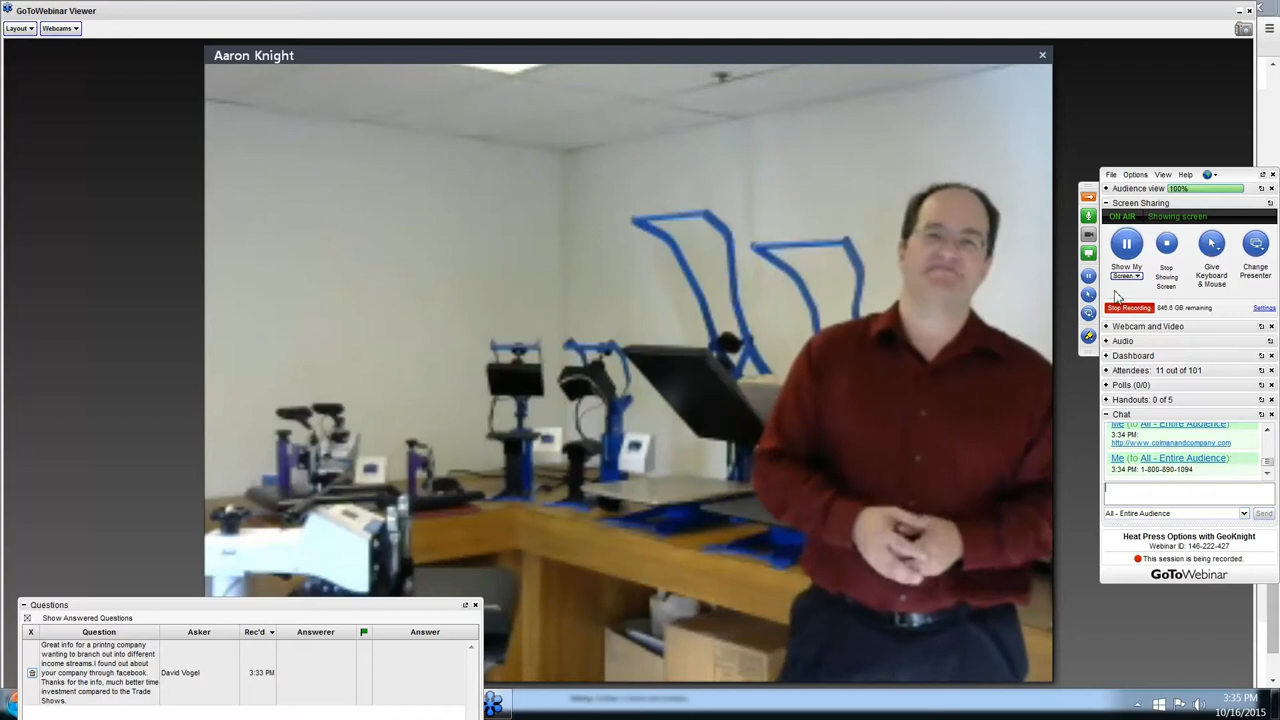 GoToWebinar Viewer
Layout
Webcams
Aaron Knight
File Options View Help
Audience view 100%
Screen Sharing
ON AIR Showing screen
Show My
Screen
Stop
Showing
Screen
Give
Keyboard
& Mouse
Change
Presenter
Stop Recording 846.6 GB remaining Settings
Webcam and Video
Audio
Dashboard
Attendees: 11 out of 101
Polls (0/0)
Handouts: 0 of 5
Chat
Me (to All - Entire Audience):
3:34 PM:
http://www.colmanandcompany.com
Me (to All - Entire Audience):
3:34 PM: 1-800-890-1094
All - Entire Audience
Send
Heat Press Options with GeoKnight
Webinar ID: 146-222-427
This session is being recorded.
GoToWebinar
Questions
Show Answered Questions
X Question Asker Rec'd Answerer Answer
Great info for a printng company
wanting to branch out into different
income streams.I found out about
your company through facebook.
Thanks for the info, much better time
investment compared to the Trade
Shows.
David Vogel
3:33 PM
3:35 PM
10/16/2015